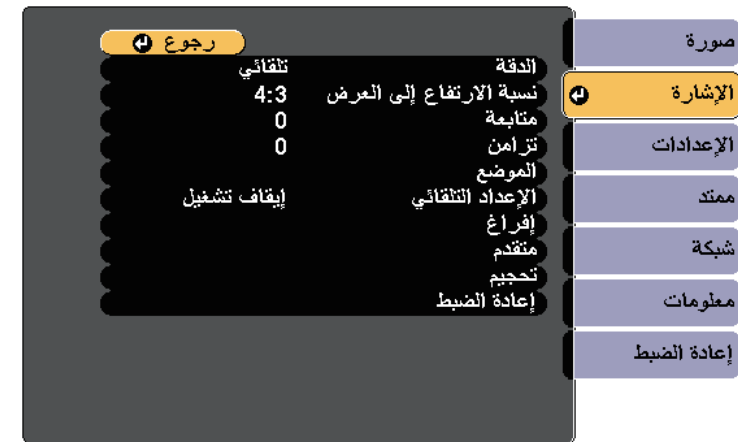 صورة
الإشارة
الإعدادات
ممتد
شبكة
معلومات
إعادة الضبط
رجوع
الدقة تلقائي
نسبة الارتفاع إلى العرض 4:3
متابعة 0
تزامن 0
الموضع
الإعداد التلقائي إيقاف تشغيل
إفراغ
متقدم
تحجيم
إعادة الضبط